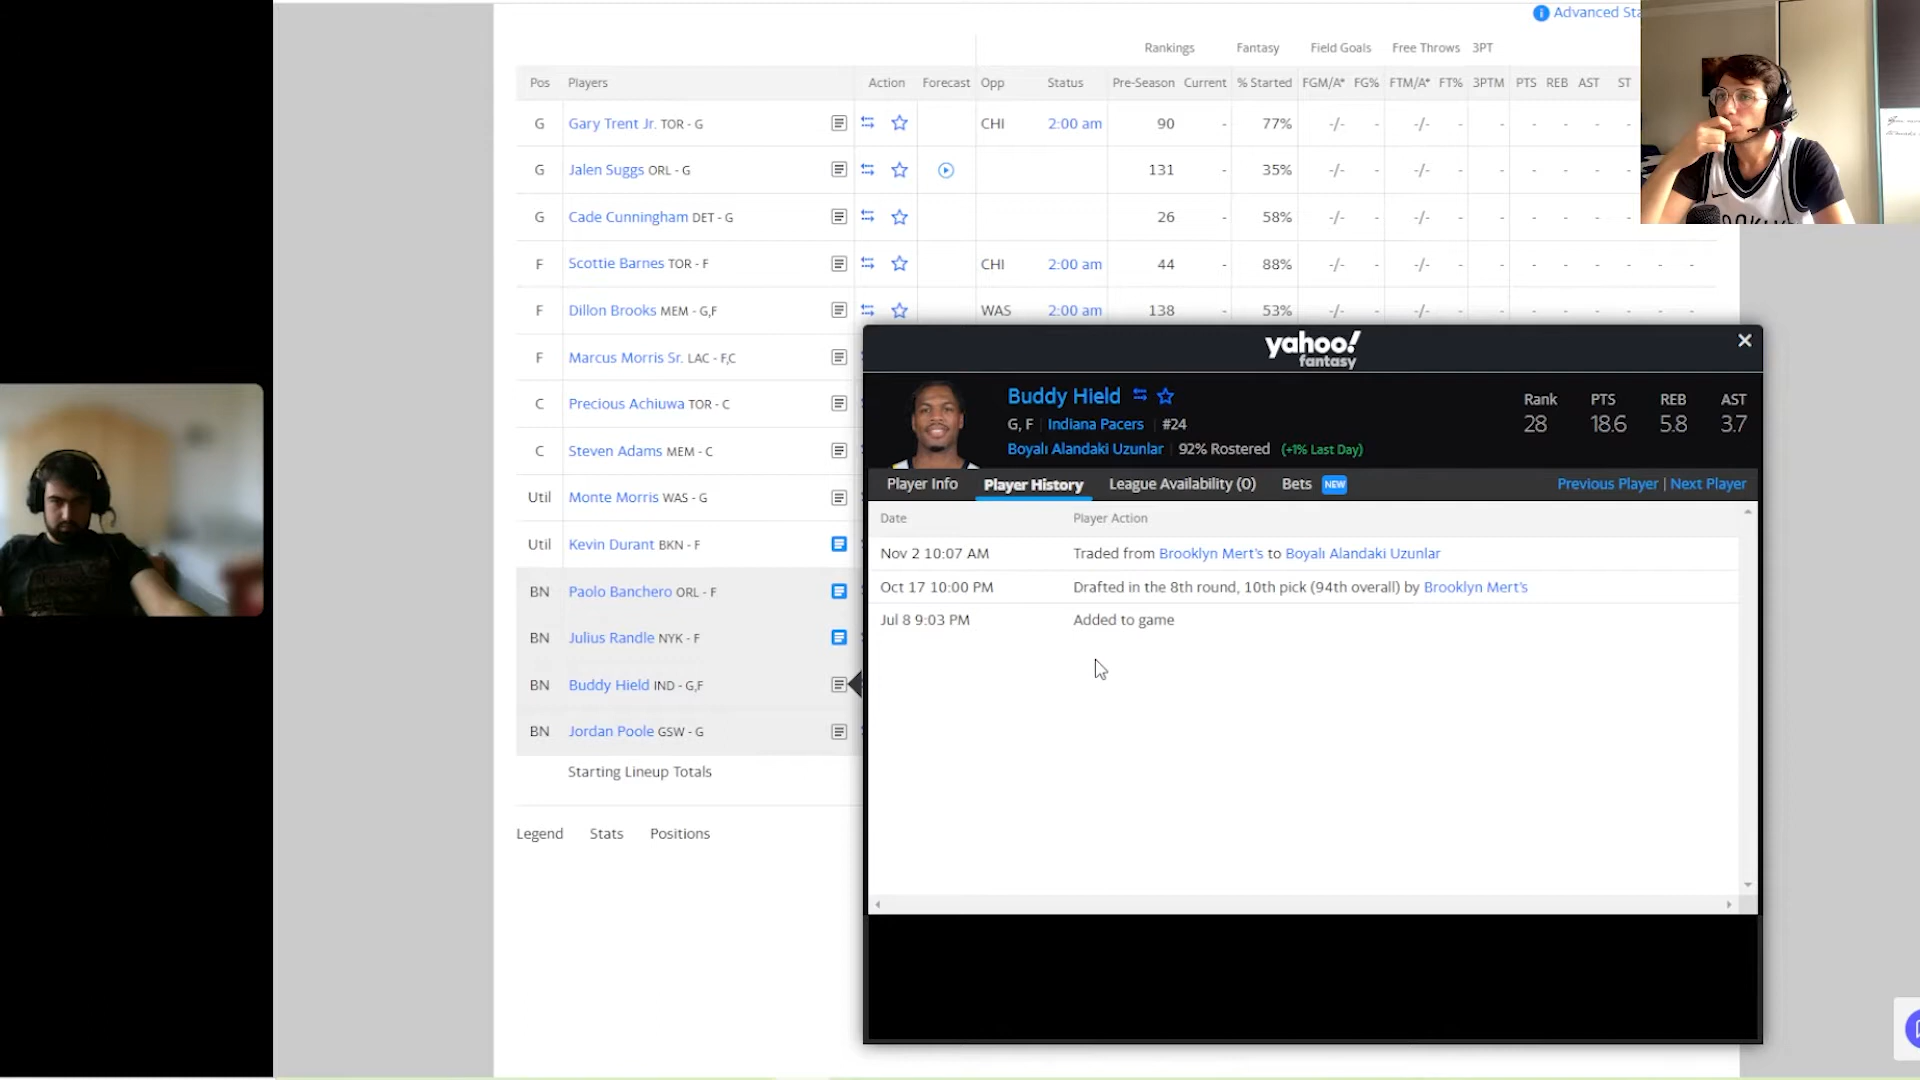 Advanced Sta
Rankings Fantasy Field Goals Free Throws 3PT
Pos Players Action Forecast Opp Status Pre-Season Current % Started FGM/A* FG% FTM/A* FT% 3PTM PTS REB AST ST
G Gary Trent Jr. TOR - G CHI 2:00 am 90 - 77% -/- - -/- - - - - - -
G Jalen Suggs ORL - G 131 - 35% -/- - -/- - - - - - -
G Cade Cunningham DET - G 26 - 58% -/- - -/- - - - - - -
F Scottie Barnes TOR - F CHI 2:00 am 44 - 88% -/- - -/- - - - - - - - -
F Dillon Brooks MEM - G,F WAS 2:00 am 138 - 53% -/- - -/- - - - - - - - -
F Marcus Morris Sr. LAC - F,C
C Precious Achiuwa TOR - C
C Steven Adams MEM - C
Util Monte Morris WAS - G
Util Kevin Durant BKN - F
BN Paolo Banchero ORL - F
BN Julius Randle NYK - F
BN Buddy Hield IND - G,F
BN Jordan Poole GSW - G
Starting Lineup Totals
Legend Stats Positions
yahoo!
fantasy
Buddy Hield
G, F | Indiana Pacers | #24
Boyalı Alandaki Uzunlar | 92% Rostered (+1% Last Day)
Rank PTS REB AST
28 18.6 5.8 3.7
Player Info Player History League Availability (0) Bets NEW Previous Player | Next Player
Date Player Action
Nov 2 10:07 AM Traded from Brooklyn Mert's to Boyalı Alandaki Uzunlar
Oct 17 10:00 PM Drafted in the 8th round, 10th pick (94th overall) by Brooklyn Mert's
Jul 8 9:03 PM Added to game